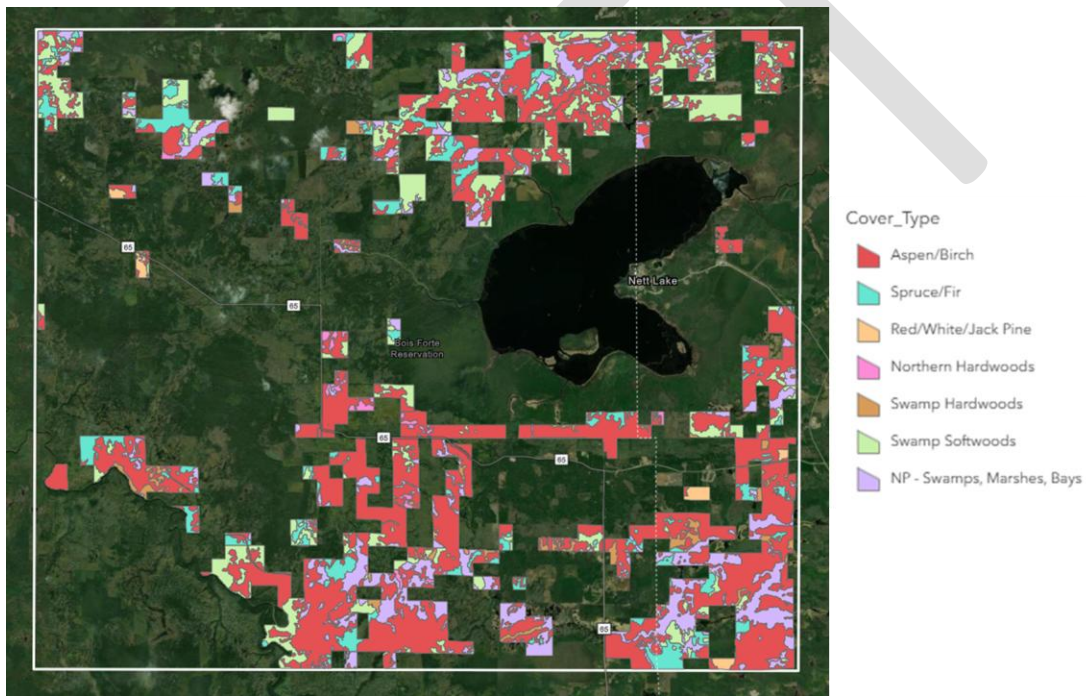 65
65
Nett Lake
Bois Forte
Reservation
65
65
65
Cover_Type
Aspen/Birch
Spruce/Fir
Red/White/Jack Pine
Northern Hardwoods
Swamp Hardwoods
Swamp Softwoods
NP - Swamps, Marshes, Bays